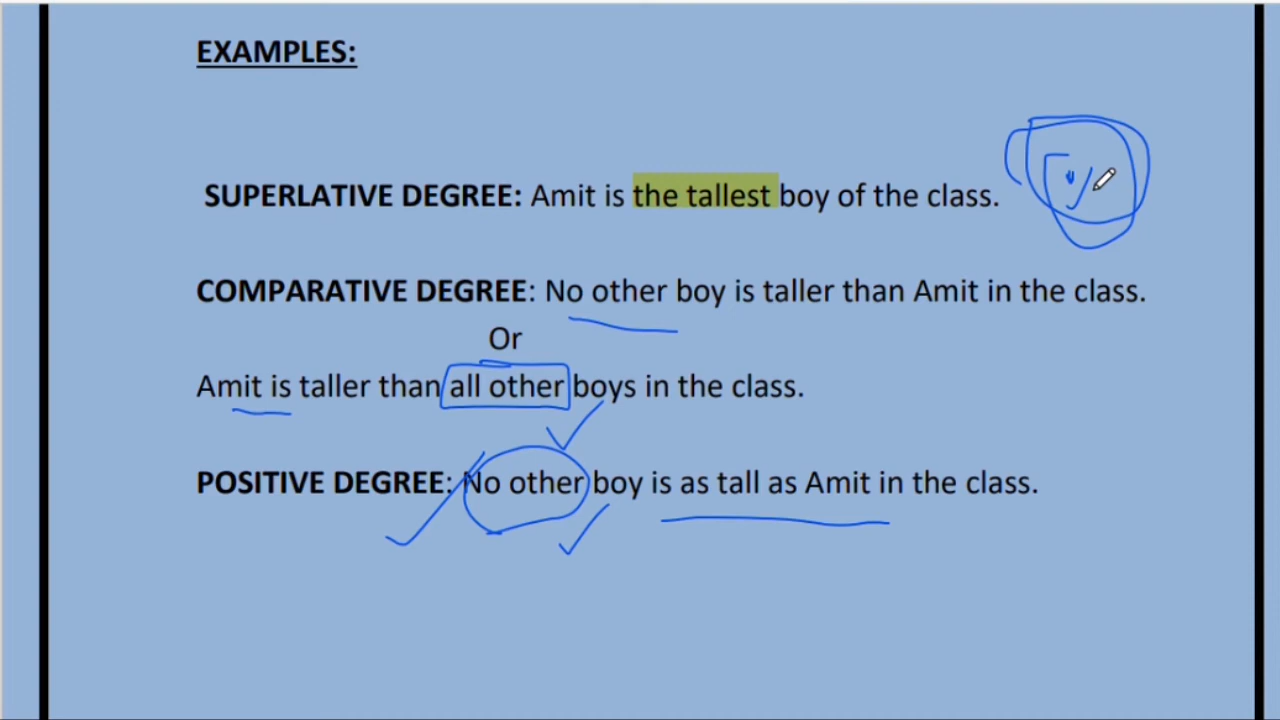 EXAMPLES:
SUPERLATIVE DEGREE: Amit is the tallest boy of the class.
COMPARATIVE DEGREE: No other boy is taller than Amit in the class.
Or
Amit is taller than all other boys in the class.
POSITIVE DEGREE: No other boy is as tall as Amit in the class.